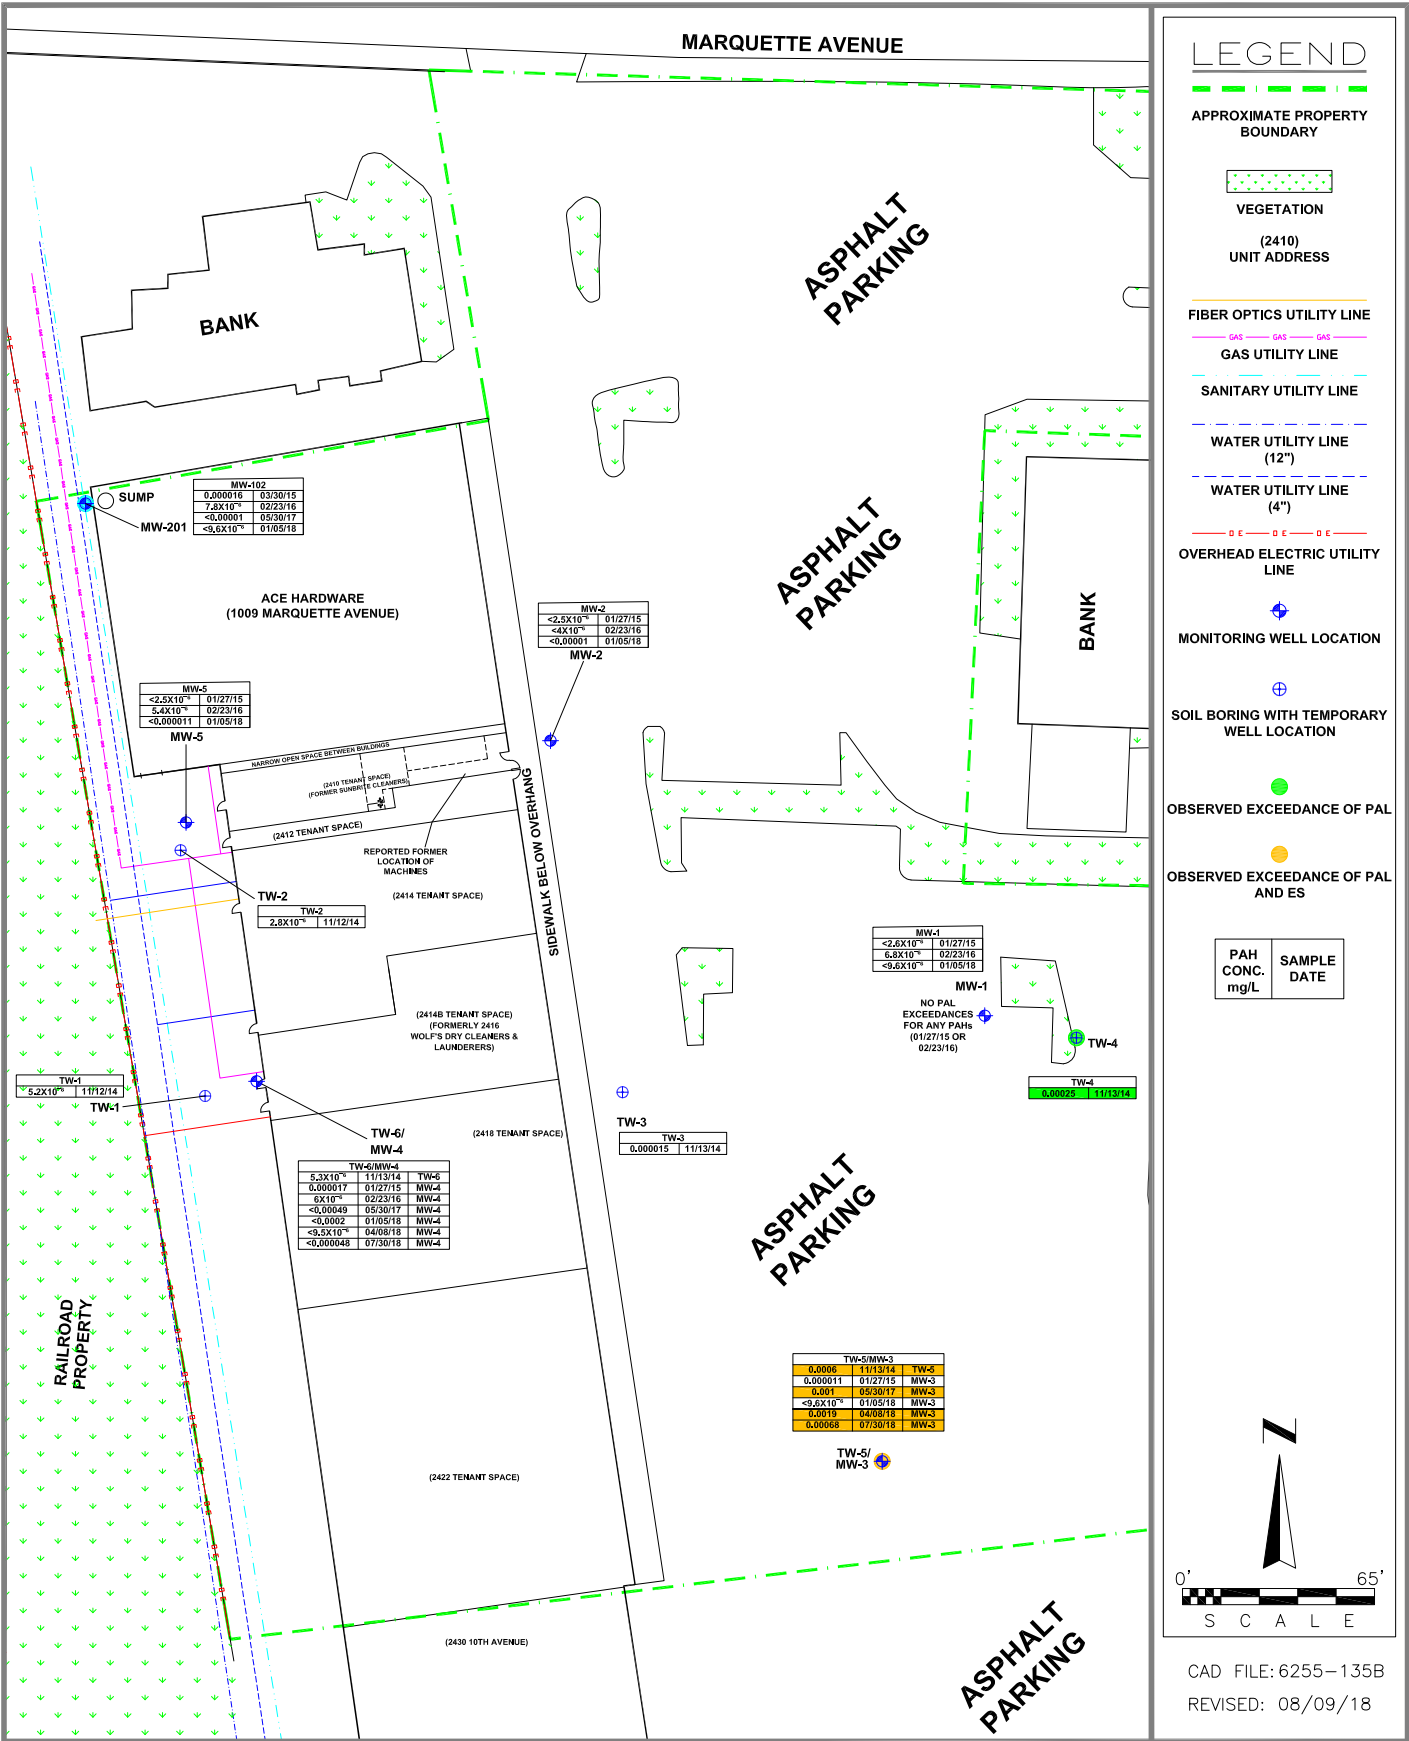 MARQUETTE AVENUE
ASPHALT
PARKING
BANK
SUMP
MW-201
MW-102
0.000016 03/30/15
7.8X10⁻⁶ 02/23/16
<0.00001 05/30/17
<9.6X10⁻⁶ 01/05/18
ACE HARDWARE
(1009 MARQUETTE AVENUE)
ASPHALT
PARKING
BANK
MW-2
<2.5X10⁻⁶ 01/27/15
<4X10⁻⁶ 02/23/16
<0.00001 01/05/18
MW-2
MW-5
<2.5X10⁻⁶ 01/27/15
5.4X10⁻⁶ 02/23/16
<0.000011 01/05/18
MW-5
NARROW OPEN SPACE BETWEEN BUILDINGS
(2410 TENANT SPACE)
(FORMER SUNBRITE CLEANERS)
(2412 TENANT SPACE)
REPORTED FORMER
LOCATION OF
MACHINES
SIDEWALK BELOW OVERHANG
(2414 TENANT SPACE)
TW-2
TW-2
2.8X10⁻⁶ 11/12/14
MW-1
<2.6X10⁻⁶ 01/27/15
6.8X10⁻⁶ 02/23/16
<9.6X10⁻⁶ 01/05/18
MW-1
NO PAL
EXCEEDANCES
FOR ANY PAHs
(01/27/15 OR
02/23/16)
TW-4
TW-4
0.00025 11/13/14
(2414B TENANT SPACE)
(FORMERLY 2416
WOLF'S DRY CLEANERS &
LAUNDERERS)
TW-1
5.2X10⁻⁶ 11/12/14
TW-1
TW-6/
MW-4
(2418 TENANT SPACE)
TW-3
TW-3
0.000015 11/13/14
TW-6/MW-4
5.3X10⁻⁶ 11/13/14 TW-6
0.000017 01/27/15 MW-4
6X10⁻⁶ 02/23/16 MW-4
<0.00049 05/30/17 MW-4
<0.0002 01/05/18 MW-4
<9.5X10⁻⁶ 04/08/18 MW-4
<0.000048 07/30/18 MW-4
ASPHALT
PARKING
RAILROAD
PROPERTY
TW-5/MW-3
0.0006 11/13/14 TW-5
0.000011 01/27/15 MW-3
0.001 05/30/17 MW-3
<9.6X10⁻⁶ 01/05/18 MW-3
0.0019 04/08/18 MW-3
0.00068 07/30/18 MW-3
TW-5/
MW-3
(2422 TENANT SPACE)
(2430 10TH AVENUE)
ASPHALT
PARKING
LEGEND
APPROXIMATE PROPERTY
BOUNDARY
VEGETATION
(2410)
UNIT ADDRESS
FIBER OPTICS UTILITY LINE
GAS GAS GAS
GAS UTILITY LINE
SANITARY UTILITY LINE
WATER UTILITY LINE
(12")
WATER UTILITY LINE
(4")
OE OE OE
OVERHEAD ELECTRIC UTILITY
LINE
MONITORING WELL LOCATION
SOIL BORING WITH TEMPORARY
WELL LOCATION
OBSERVED EXCEEDANCE OF PAL
OBSERVED EXCEEDANCE OF PAL
AND ES
PAH
CONC.
mg/L
SAMPLE
DATE
N
0' 65'
SCALE
CAD FILE: 6255-135B
REVISED: 08/09/18